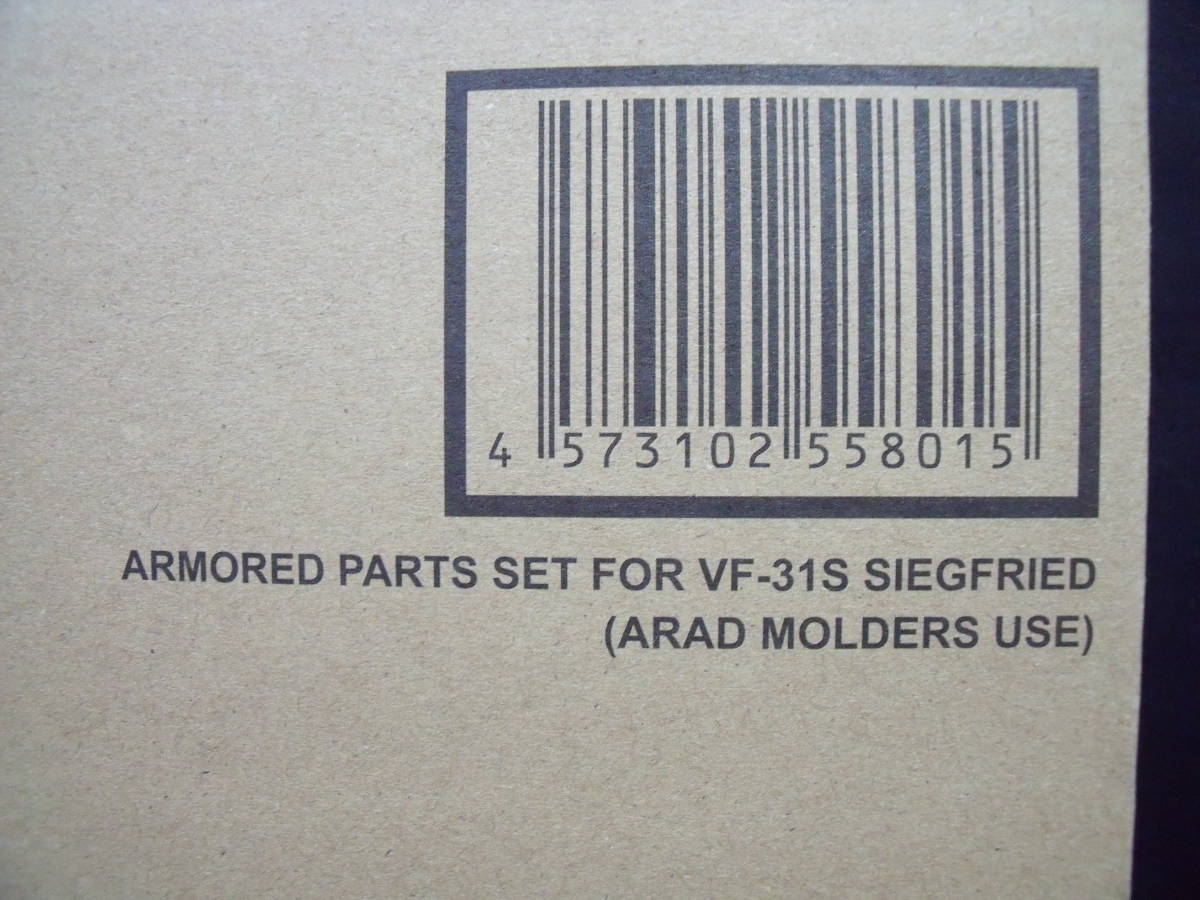 4 573102 558015
ARMORED PARTS SET FOR VF-31S SIEGFRIED
(ARAD MOLDERS USE)